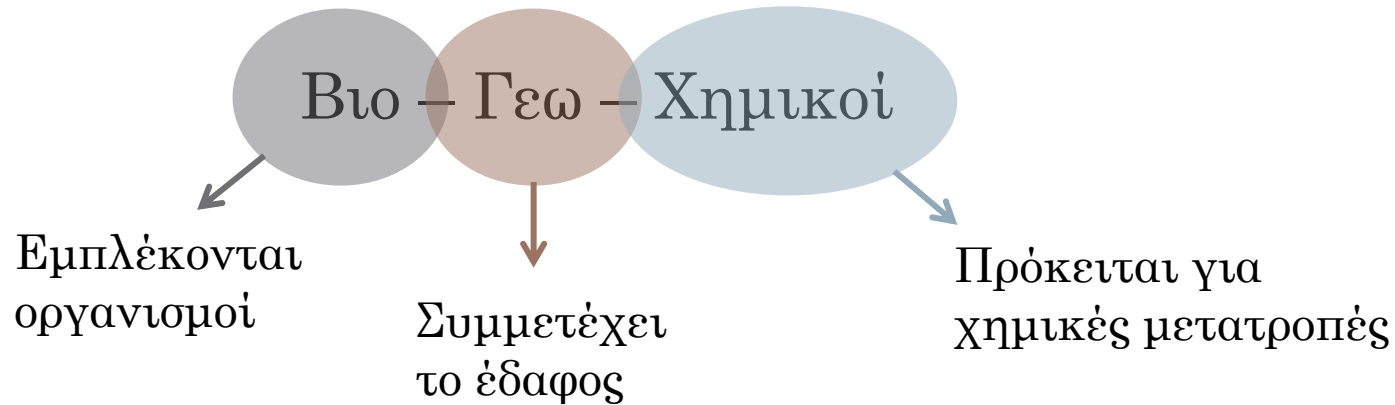 Βιο – Γεω – Χημικοί
Εμπλέκονται
οργανισμοί
Συμμετέχει
το έδαφος
Πρόκειται για
χημικές μετατροπές